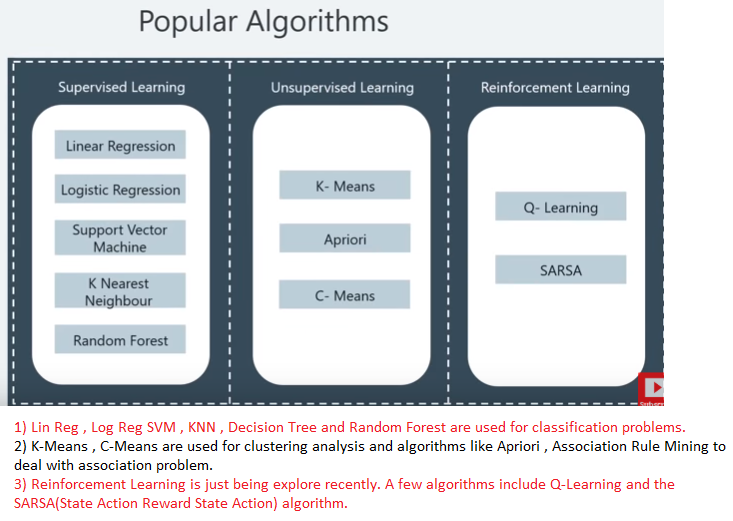 Popular Algorithms
Supervised Learning
Linear Regression
Logistic Regression
Support Vector
Machine
K Nearest
Neighbour
Random Forest
Unsupervised Learning
K- Means
Apriori
C- Means
Reinforcement Learning
Q- Learning
SARSA
1) Lin Reg , Log Reg SVM , KNN , Decision Tree and Random Forest are used for classification problems.
2) K-Means , C-Means are used for clustering analysis and algorithms like Apriori , Association Rule Mining to
deal with association problem.
3) Reinforcement Learning is just being explore recently. A few algorithms include Q-Learning and the
SARSA(State Action Reward State Action) algorithm.